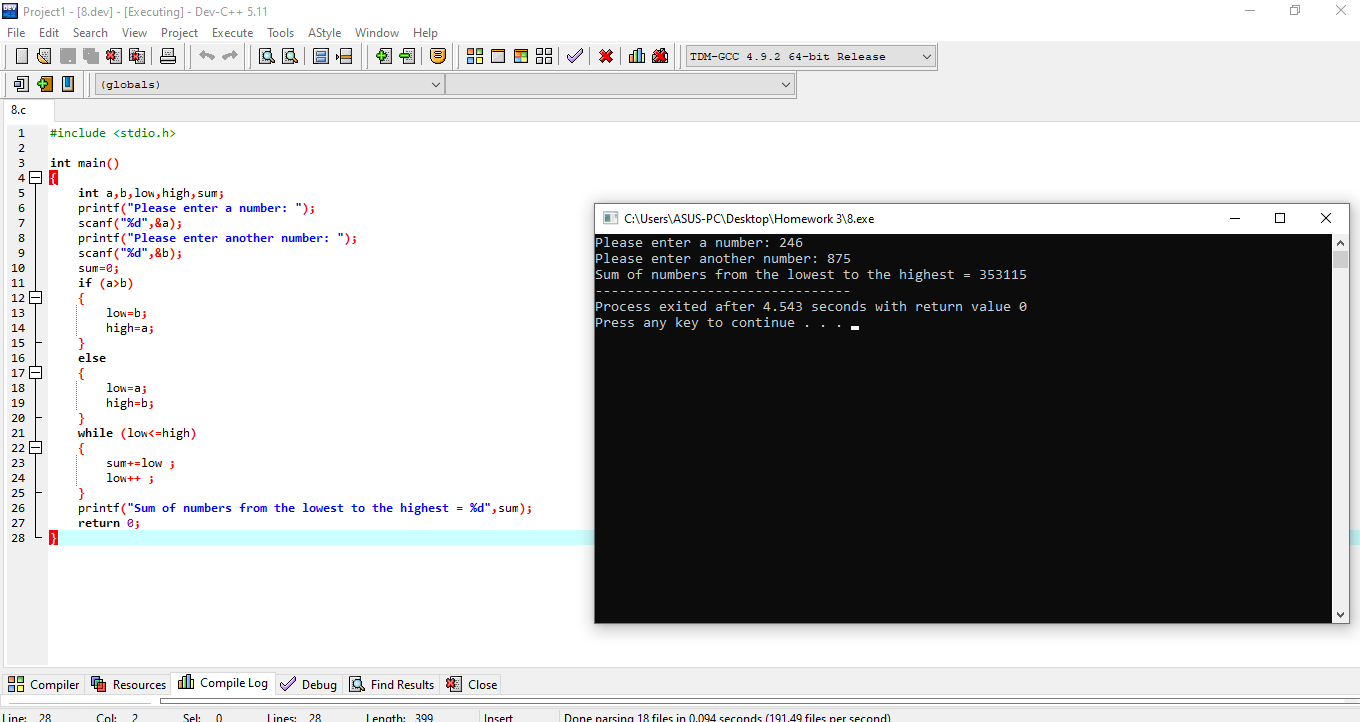 Project1 - [8.dev] - [Executing] - Dev-C++ 5.11
File Edit Search View Project Execute Tools AStyle Window Help
TDM-GCC 4.9.2 64-bit Release
(globals)
8.c
1 #include <stdio.h>
2
3 int main()
4 {
5 int a,b,low,high,sum;
6 printf("Please enter a number: ");
7 scanf("%d",&a);
8 printf("Please enter another number: ");
9 scanf("%d",&b);
10 sum=0;
11 if (a>b)
12 {
13 low=b;
14 high=a;
15 }
16 else
17 {
18 low=a;
19 high=b;
20 }
21 while (low<=high)
22 {
23 sum+=low ;
24 low++ ;
25 }
26 printf("Sum of numbers from the lowest to the highest = %d",sum);
27 return 0;
28 }
C:\Users\ASUS-PC\Desktop\Homework 3\8.exe
Please enter a number: 246
Please enter another number: 875
Sum of numbers from the lowest to the highest = 353115
--------------------------------
Process exited after 4.543 seconds with return value 0
Press any key to continue . . .
Compiler Resources Compile Log Debug Find Results Close
Line: 28 Col: 2 Sel: 0 Lines: 28 Length: 399 Insert Done parsing 18 files in 0.094 seconds (191.49 files per second)